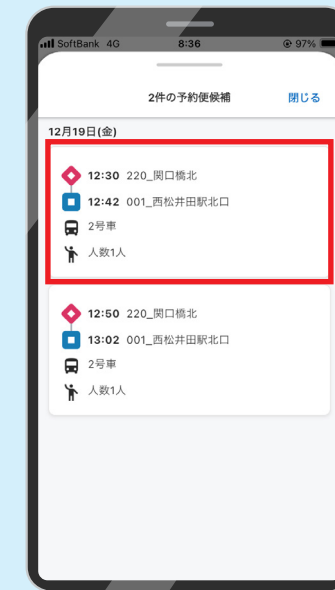 SoftBank 4G 8:36 97%
2件の予約便候補 閉じる
12月19日(金)
12:30 220_関口橋北
12:42 001_西松井田駅北口
2号車
人数1人
12:50 220_関口橋北
13:02 001_西松井田駅北口
2号車
人数1人